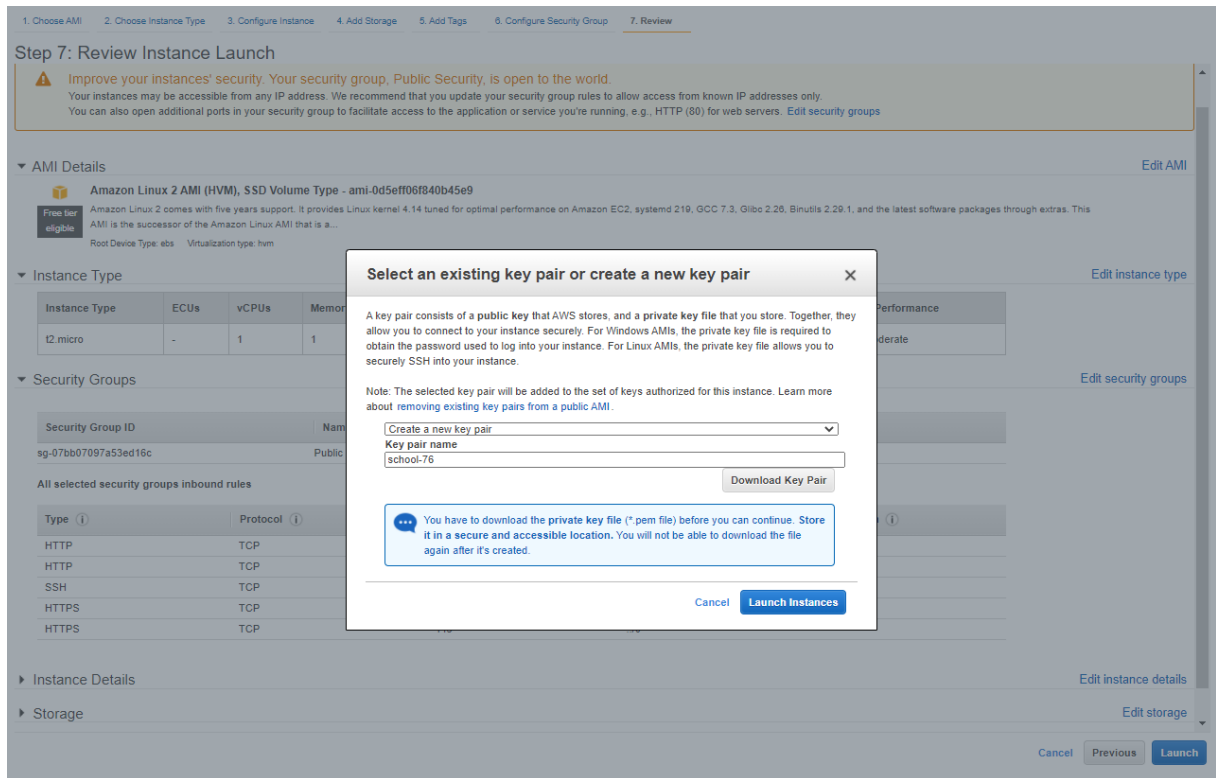 1. Choose AMI 2. Choose Instance Type 3. Configure Instance 4. Add Storage 5. Add Tags 6. Configure Security Group 7. Review
Step 7: Review Instance Launch
Improve your instances' security. Your security group, Public Security, is open to the world.
Your instances may be accessible from any IP address. We recommend that you update your security group rules to allow access from known IP addresses only.
You can also open additional ports in your security group to facilitate access to the application or service you're running, e.g., HTTP (80) for web servers. Edit security groups
AMI Details Edit AMI
Amazon Linux 2 AMI (HVM), SSD Volume Type - ami-0d5eff06f840b45e9
Free tier eligible
Amazon Linux 2 comes with five years support. It provides Linux kernel 4.14 tuned for optimal performance on Amazon EC2, systemd 219, GCC 7.3, Glibc 2.26, Binutils 2.29.1, and the latest software packages through extras. This
AMI is the successor of the Amazon Linux AMI that is a...
Root Device Type: ebs Virtualization type: hvm
Instance Type Edit instance type
Instance Type ECUs vCPUs Performance
t2.micro - 1 1
Security Groups Edit security groups
Security Group ID
sg-07bb07097a53ed16c Public
All selected security groups inbound rules
Type Protocol
HTTP TCP
HTTP TCP
SSH TCP
HTTPS TCP
HTTPS TCP
Instance Details Edit instance details
Storage Edit storage
Cancel Previous Launch
Select an existing key pair or create a new key pair
A key pair consists of a public key that AWS stores, and a private key file that you store. Together, they
allow you to connect to your instance securely. For Windows AMIs, the private key file is required to
obtain the password used to log into your instance. For Linux AMIs, the private key file allows you to
securely SSH into your instance.
Note: The selected key pair will be added to the set of keys authorized for this instance. Learn more
about removing existing key pairs from a public AMI.
Create a new key pair
Key pair name
school-76
Download Key Pair
You have to download the private key file (*.pem file) before you can continue. Store
it in a secure and accessible location. You will not be able to download the file
again after it's created.
Cancel Launch Instances